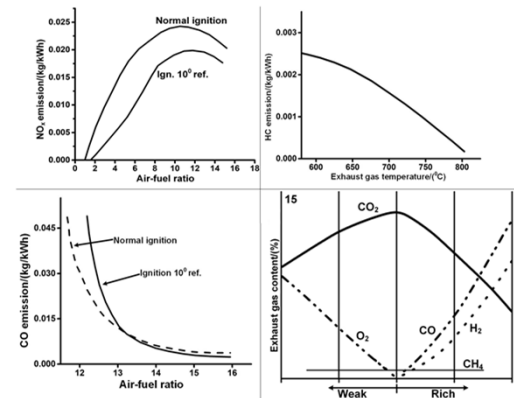 NOx emission/(kg/kWh)
0.025
0.020
0.015
0.010
0.005
0.000
Normal ignition
Ign. 10⁰ ref.
0 2 4 6 8 10 12 14 16 18
Air-fuel ratio
HC emission/(kg/kWh)
0.003
0.002
0.001
0.000
600 650 700 750 800
Exhaust gas temperature/(⁰C)
CO emission/(kg/kWh)
0.045
0.030
0.015
0.000
Normal ignition
Ignition 10⁰ ref.
12 13 14 15 16
Air-fuel ratio
Exhaust gas content/(%)
15
CO₂
O₂
CO
H₂
CH₄
Weak Rich